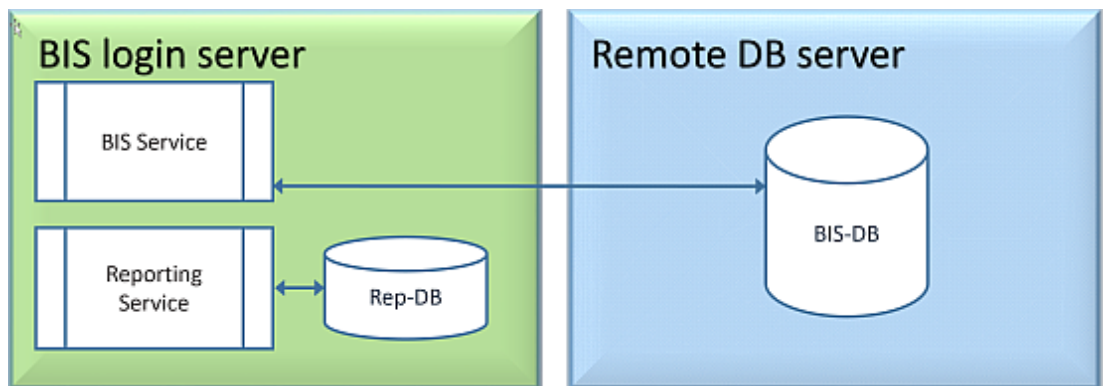 BIS login server
BIS Service
Reporting
Service
Rep-DB
Remote DB server
BIS-DB